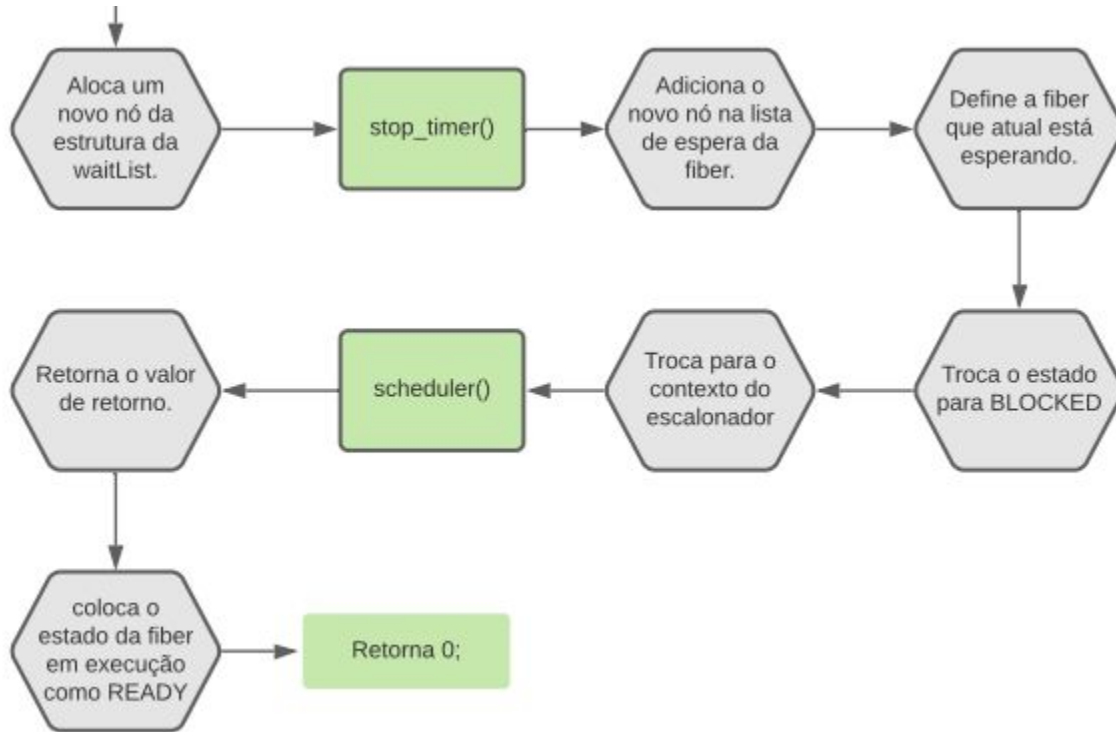 Aloca um
novo nó da
estrutura da
waitList.
stop_timer()
Adiciona o
novo nó na lista
de espera da
fiber.
Define a fiber
que atual está
esperando.
Troca o estado
para BLOCKED
Troca para o
contexto do
escalonador
scheduler()
Retorna o valor
de retorno.
coloca o
estado da fiber
em execução
como READY
Retorna 0;